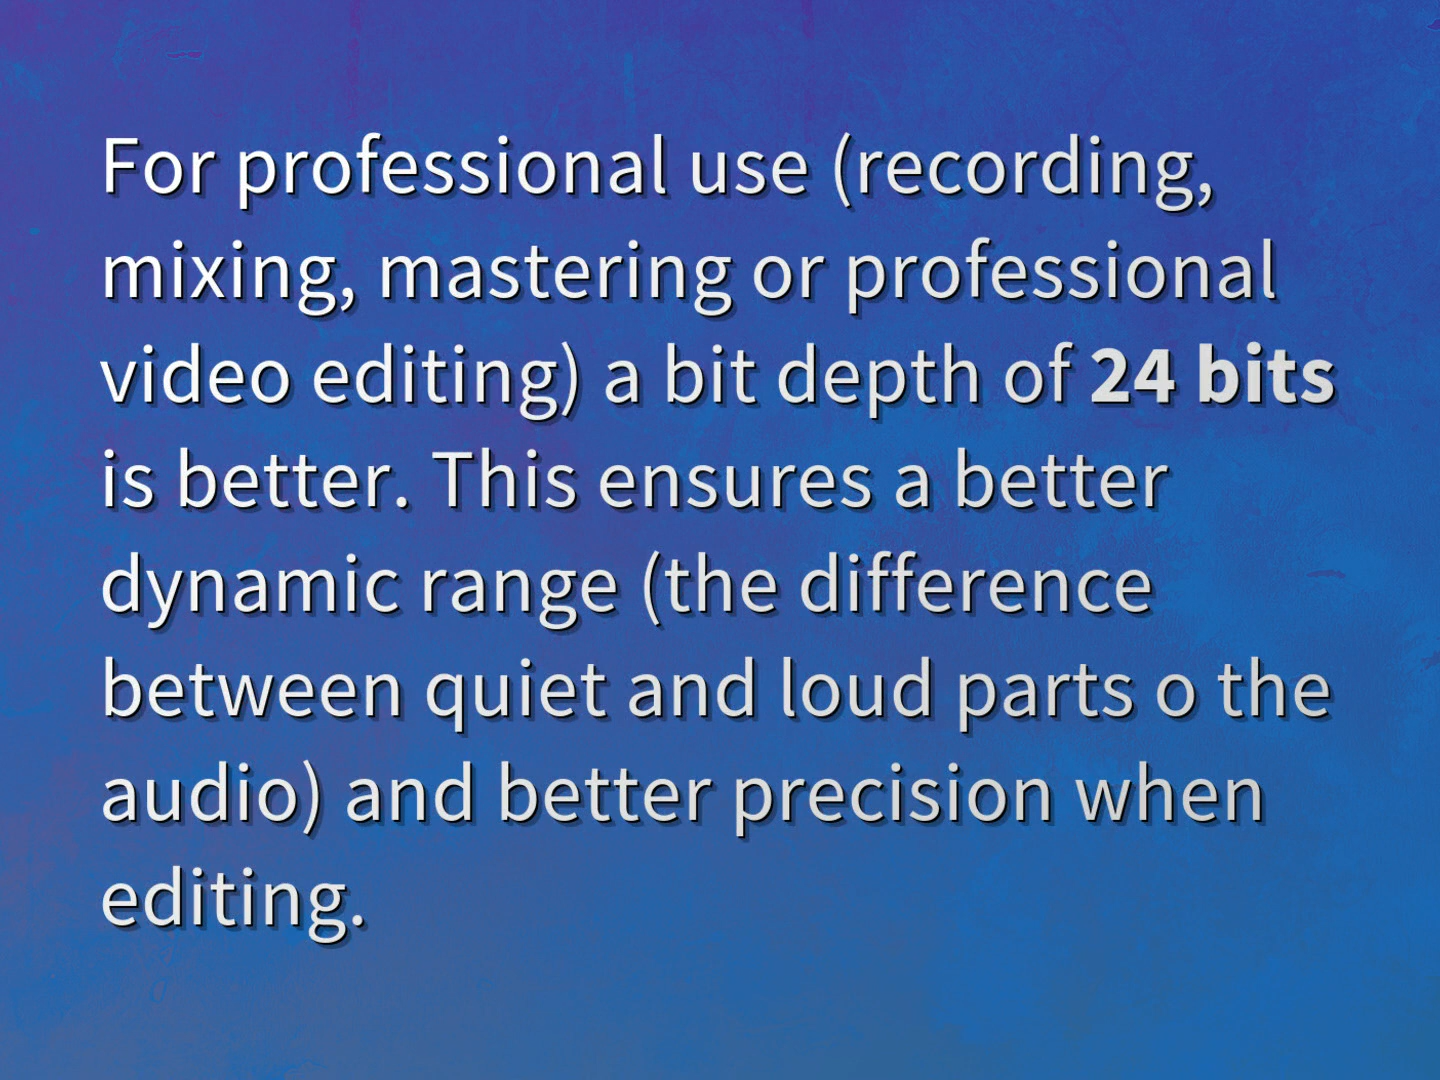 For professional use (recording,
mixing, mastering or professional
video editing) a bit depth of 24 bits
is better. This ensures a better
dynamic range (the difference
between quiet and loud parts o the
audio) and better precision when
editing.